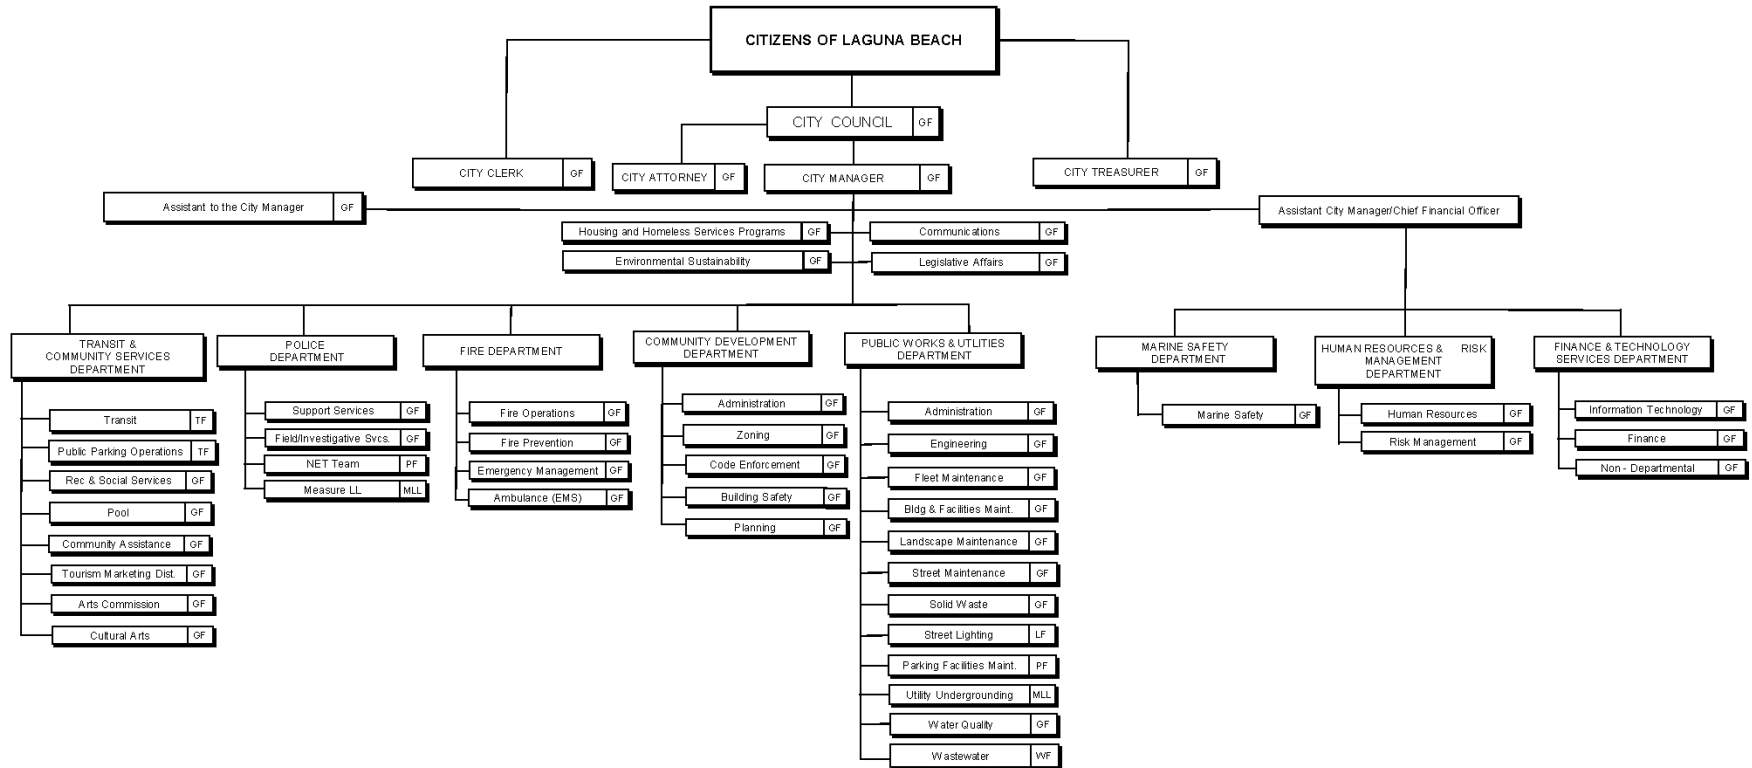 CITIZENS OF LAGUNA BEACH
CITY COUNCIL GF
CITY CLERK GF
CITY ATTORNEY GF
CITY MANAGER GF
CITY TREASURER GF
Assistant to the City Manager GF
Assistant City Manager/Chief Financial Officer
Housing and Homeless Services Programs GF
Communications GF
Environmental Sustainability GF
Legislative Affairs GF
TRANSIT &
COMMUNITY SERVICES
DEPARTMENT
Transit TF
Public Parking Operations TF
Rec & Social Services GF
Pool GF
Community Assistance GF
Tourism Marketing Dist. GF
Arts Commission GF
Cultural Arts GF
POLICE
DEPARTMENT
Support Services GF
Field/Investigative Svcs. GF
NET Team PF
Measure LL MLL
FIRE DEPARTMENT
Fire Operations GF
Fire Prevention GF
Emergency Management GF
Ambulance (EMS) GF
COMMUNITY DEVELOPMENT
DEPARTMENT
Administration GF
Zoning GF
Code Enforcement GF
Building Safety GF
Planning GF
PUBLIC WORKS & UTLITIES
DEPARTMENT
Administration GF
Engineering GF
Fleet Maintenance GF
Bldg & Facilities Maint. GF
Landscape Maintenance GF
Street Maintenance GF
Solid Waste GF
Street Lighting LF
Parking Facilities Maint. PF
Utility Undergrounding MLL
Water Quality GF
Wastewater WF
MARINE SAFETY
DEPARTMENT
Marine Safety GF
HUMAN RESOURCES & RISK
MANAGEMENT
DEPARTMENT
Human Resources GF
Risk Management GF
FINANCE & TECHNOLOGY
SERVICES DEPARTMENT
Information Technology GF
Finance GF
Non - Departmental GF